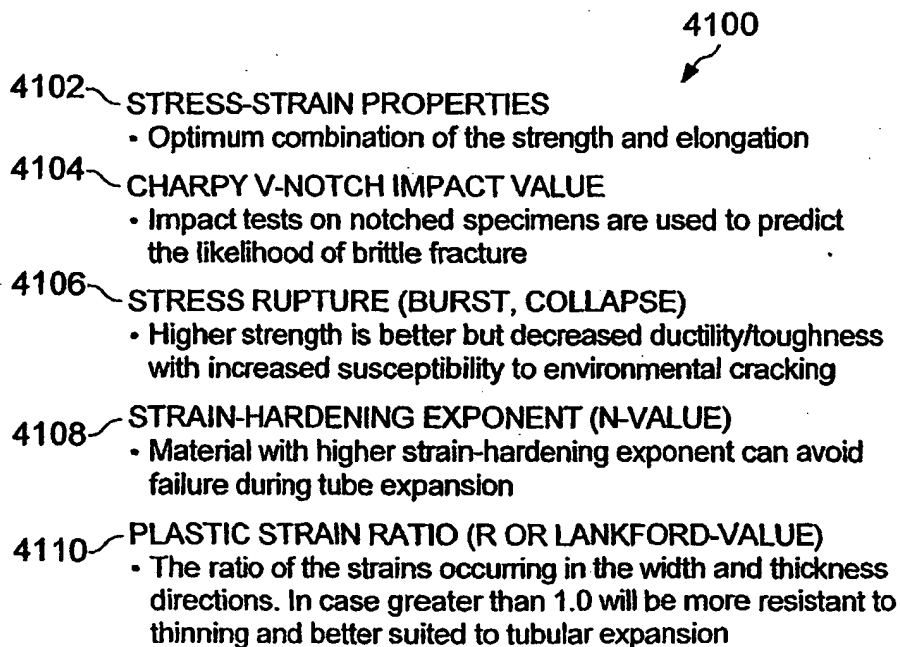 4100
4102 STRESS-STRAIN PROPERTIES
• Optimum combination of the strength and elongation
4104 CHARPY V-NOTCH IMPACT VALUE
• Impact tests on notched specimens are used to predict
the likelihood of brittle fracture
4106 STRESS RUPTURE (BURST, COLLAPSE)
• Higher strength is better but decreased ductility/toughness
with increased susceptibility to environmental cracking
4108 STRAIN-HARDENING EXPONENT (N-VALUE)
• Material with higher strain-hardening exponent can avoid
failure during tube expansion
4110 PLASTIC STRAIN RATIO (R OR LANKFORD-VALUE)
• The ratio of the strains occurring in the width and thickness
directions. In case greater than 1.0 will be more resistant to
thinning and better suited to tubular expansion